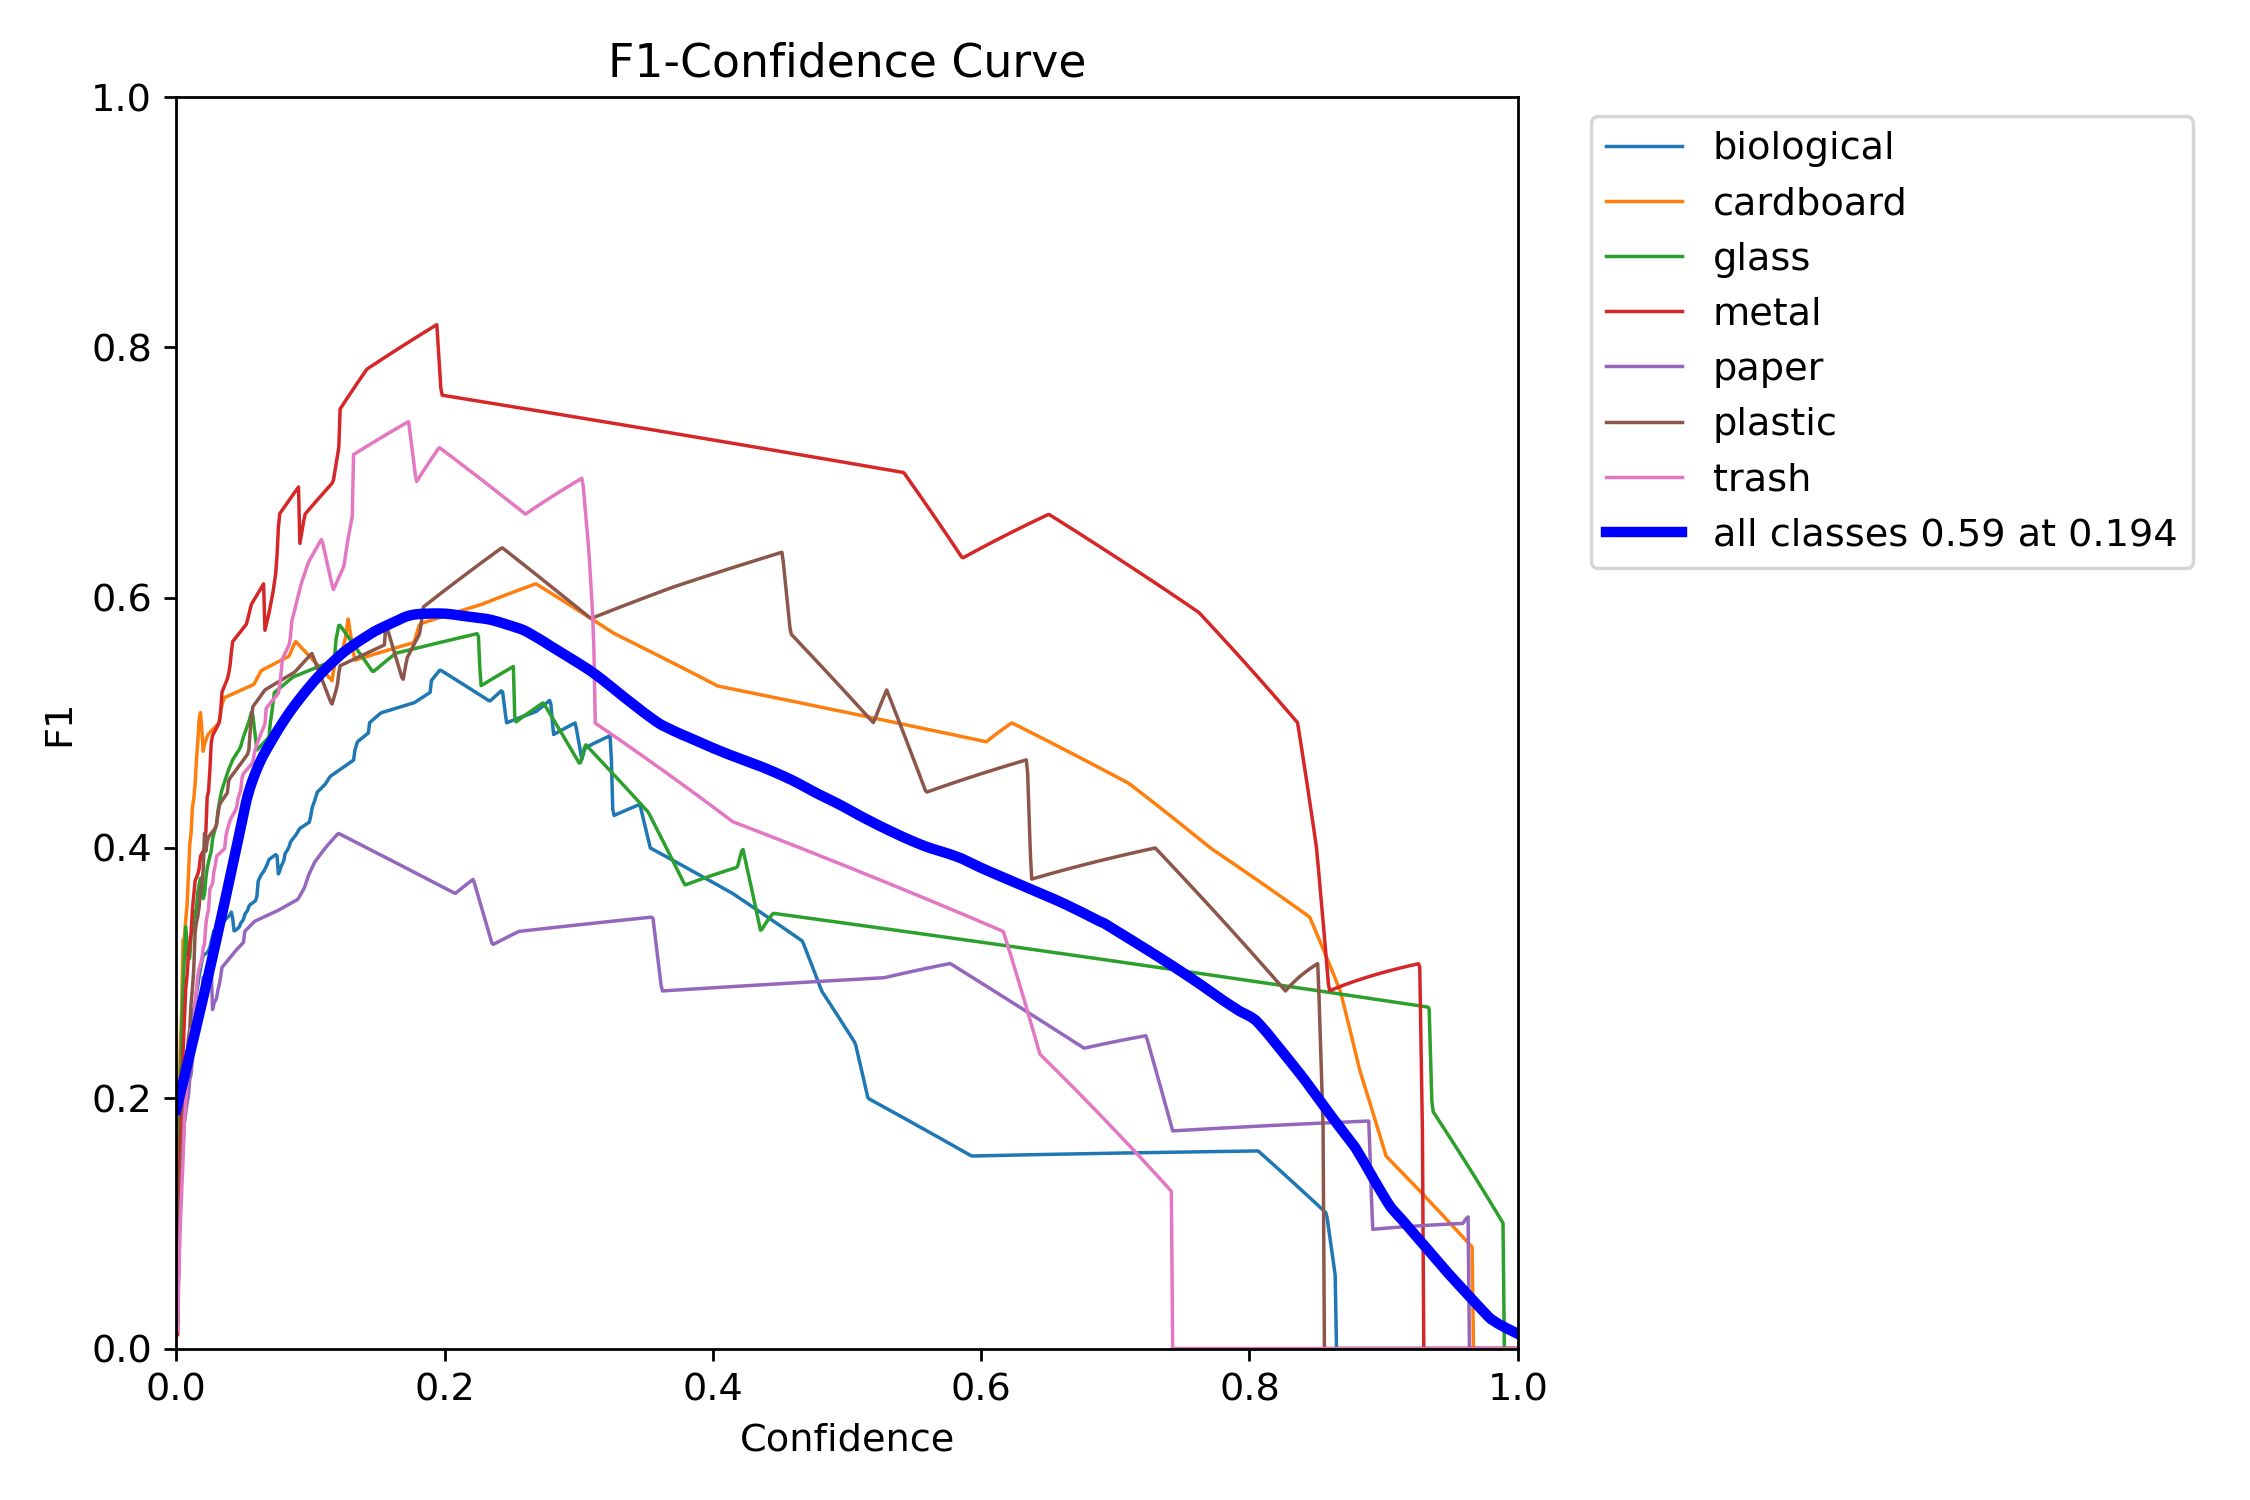 F1-Confidence Curve
1.0
0.8
0.6
0.4
0.2
0.0
F1
0.0 0.2 0.4 0.6 0.8 1.0
Confidence
biological
cardboard
glass
metal
paper
plastic
trash
all classes 0.59 at 0.194